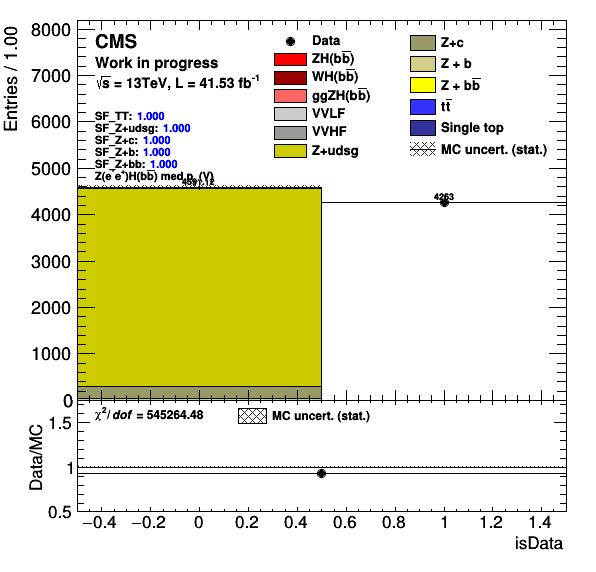 8000
7000
6000
5000
4000
3000
2000
1000
0
Entries / 1.00
CMS
Work in progress
√s = 13TeV, L = 41.53 fb⁻¹
SF_TT: 1.000
SF_Z+udsg: 1.000
SF_Z+c: 1.000
SF_Z+b: 1.000
SF_Z+bb: 1.000
Z(e⁻e⁺)H(bb̅) med p_T (V)
Data
ZH(bb̅)
WH(bb̅)
ggZH(bb̅)
VVLF
VVHF
Z+udsg
Z+c
Z + b
Z + bb̅
tt̅
Single top
MC uncert. (stat.)
4263
χ²/dof = 545264.48
MC uncert. (stat.)
Data/MC
1.5
1
0.5
−0.4 −0.2 0 0.2 0.4 0.6 0.8 1 1.2 1.4
isData